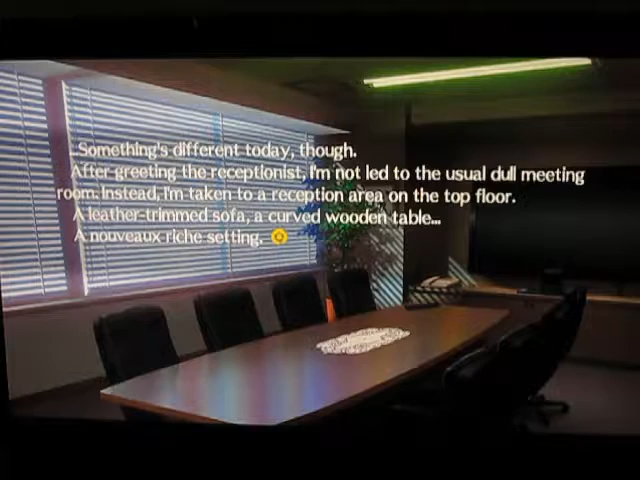 Something's different today, though.
After greeting the receptionist, I'm not led to the usual dull meeting
room. Instead, I'm taken to a reception area on the top floor.
A leather-trimmed sofa, a curved wooden table...
A nouveaux-riche setting.